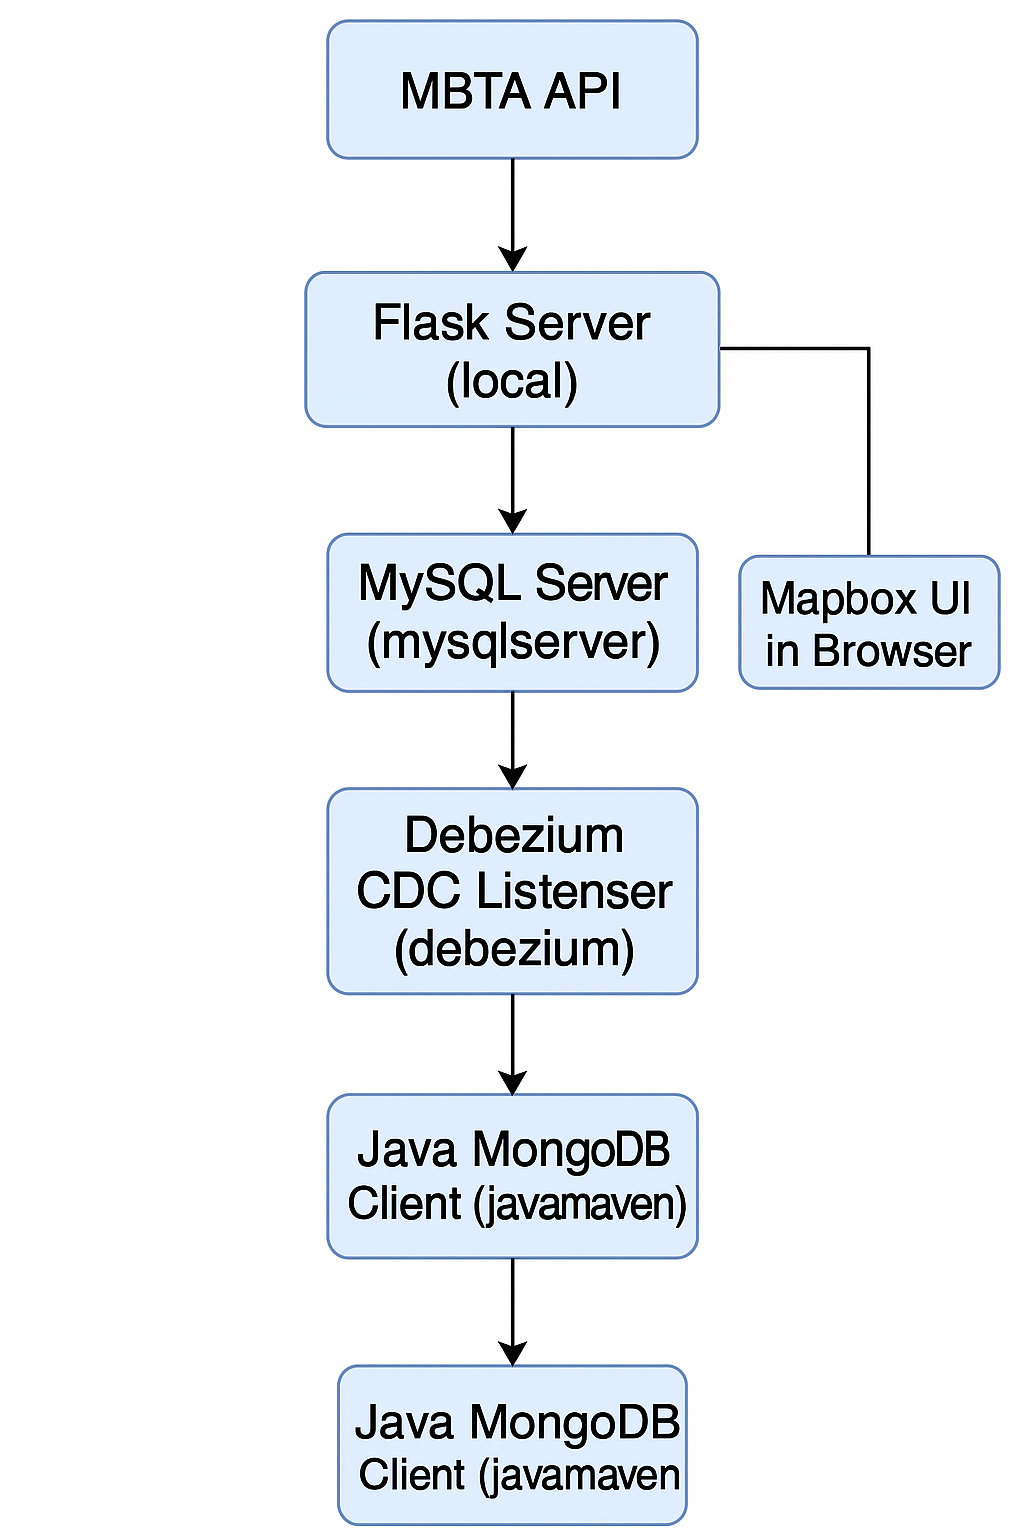 MBTA API
Flask Server
(local)
MySQL Server
(mysqlserver)
Mapbox UI
in Browser
Debezium
CDC Listenser
(debezium)
Java MongoDB
Client (javamaven)
Java MongoDB
Client (javamaven